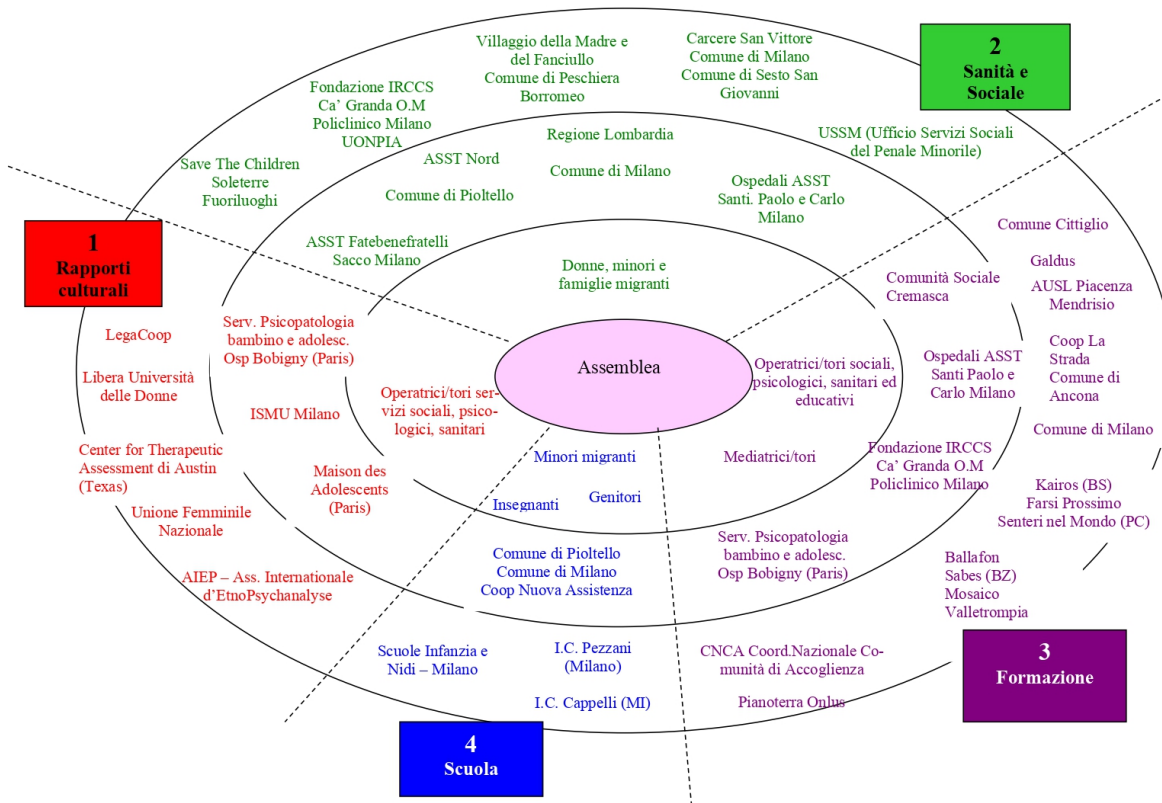 Villaggio della Madre e
del Fanciullo
Comune di Peschiera
Borromeo
Carcere San Vittore
Comune di Milano
Comune di Sesto San
Giovanni
2
Sanità e
Sociale
Fondazione IRCCS
Ca’ Granda O.M
Policlinico Milano
UONPIA
Save The Children
Soleterre
Fuoriluoghi
Regione Lombardia
ASST Nord
Comune di Milano
Comune di Pioltello
USSM (Ufficio Servizi Sociali
del Penale Minorile)
Ospedali ASST
Santi. Paolo e Carlo
Milano
ASST Fatebenefratelli
Sacco Milano
Donne, minori e
famiglie migranti
1
Rapporti
culturali
LegaCoop
Libera Università
delle Donne
Center for Therapeutic
Assessment di Austin
(Texas)
Unione Femminile
Nazionale
AIEP – Ass. Internationale
d’EtnoPsychanalyse
Serv. Psicopatologia
bambino e adolesc.
Osp Bobigny (Paris)
ISMU Milano
Maison des
Adolescents
(Paris)
Operatrici/tori ser-
vizi sociali, psico-
logici, sanitari
Assemblea
Operatrici/tori sociali,
psicologici, sanitari ed
educativi
Mediatrici/tori
Comunità Sociale
Cremasca
Ospedali ASST
Santi Paolo e
Carlo Milano
Fondazione IRCCS
Ca’ Granda O.M
Policlinico Milano
Serv. Psicopatologia
bambino e adolesc.
Osp Bobigny (Paris)
Comune Cittiglio
Galdus
AUSL Piacenza
Mendrisio
Coop La
Strada
Comune di
Ancona
Comune di Milano
Kairos (BS)
Farsi Prossimo
Senteri nel Mondo (PC)
Ballafon
Sabes (BZ)
Mosaico
Valletrompia
CNCA Coord.Nazionale Co-
munità di Accoglienza
Pianoterra Onlus
3
Formazione
Minori migranti
Genitori
Insegnanti
Comune di Pioltello
Comune di Milano
Coop Nuova Assistenza
Scuole Infanzia e
Nidi – Milano
I.C. Pezzani
(Milano)
I.C. Cappelli (MI)
4
Scuola